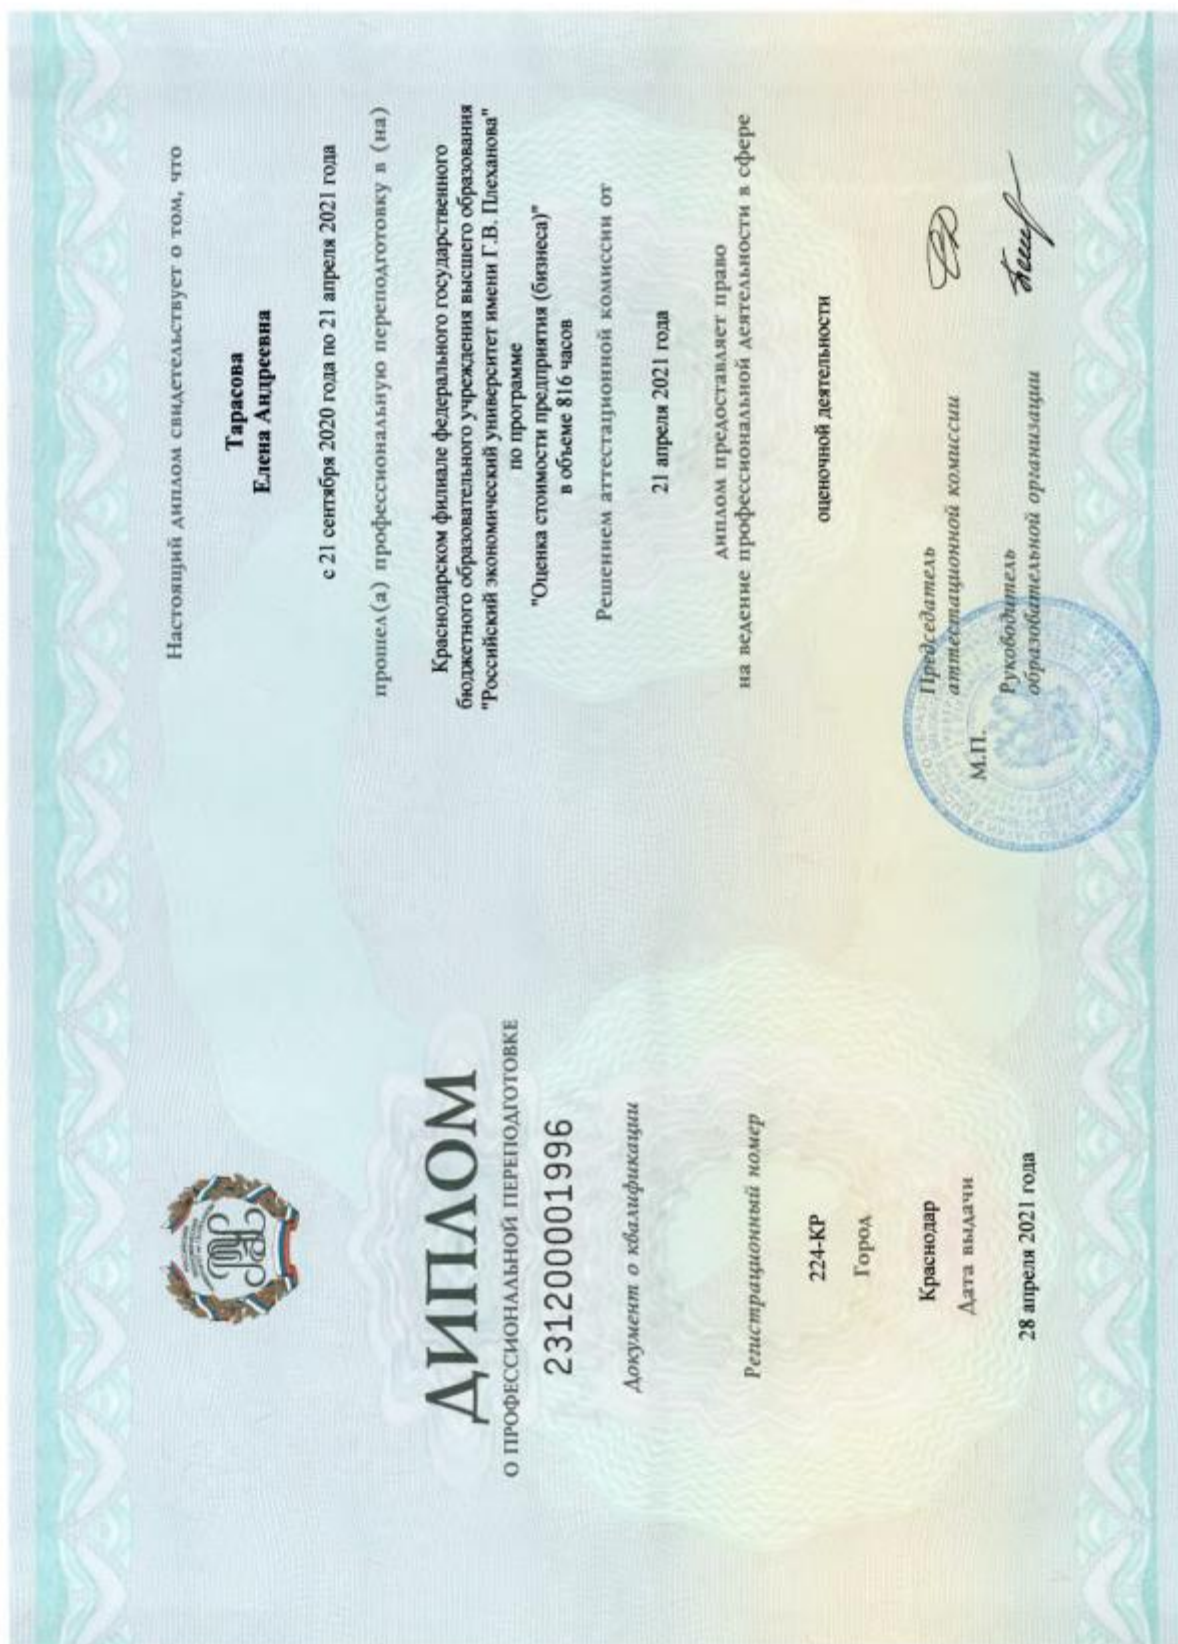 ДИПЛОМ
О ПРОФЕССИОНАЛЬНОЙ ПЕРЕПОДГОТОВКЕ
231200001996
Документ о квалификации
Регистрационный номер
224-КР
Город
Краснодар
Дата выдачи
28 апреля 2021 года
Настоящий диплом свидетельствует о том, что
Тарасова
Елена Андреевна
с 21 сентября 2020 года по 21 апреля 2021 года
прошел(а) профессиональную переподготовку в (на)
Краснодарском филиале федерального государственного
бюджетного образовательного учреждения высшего образования
"Российский экономический университет имени Г.В. Плеханова"
по программе
"Оценка стоимости предприятия (бизнеса)"
в объеме 816 часов
Решением аттестационной комиссии от
21 апреля 2021 года
диплом предоставляет право
на ведение профессиональной деятельности в сфере
оценочной деятельности
Председатель
аттестационной комиссии
М.П.
Руководитель
образовательной организации